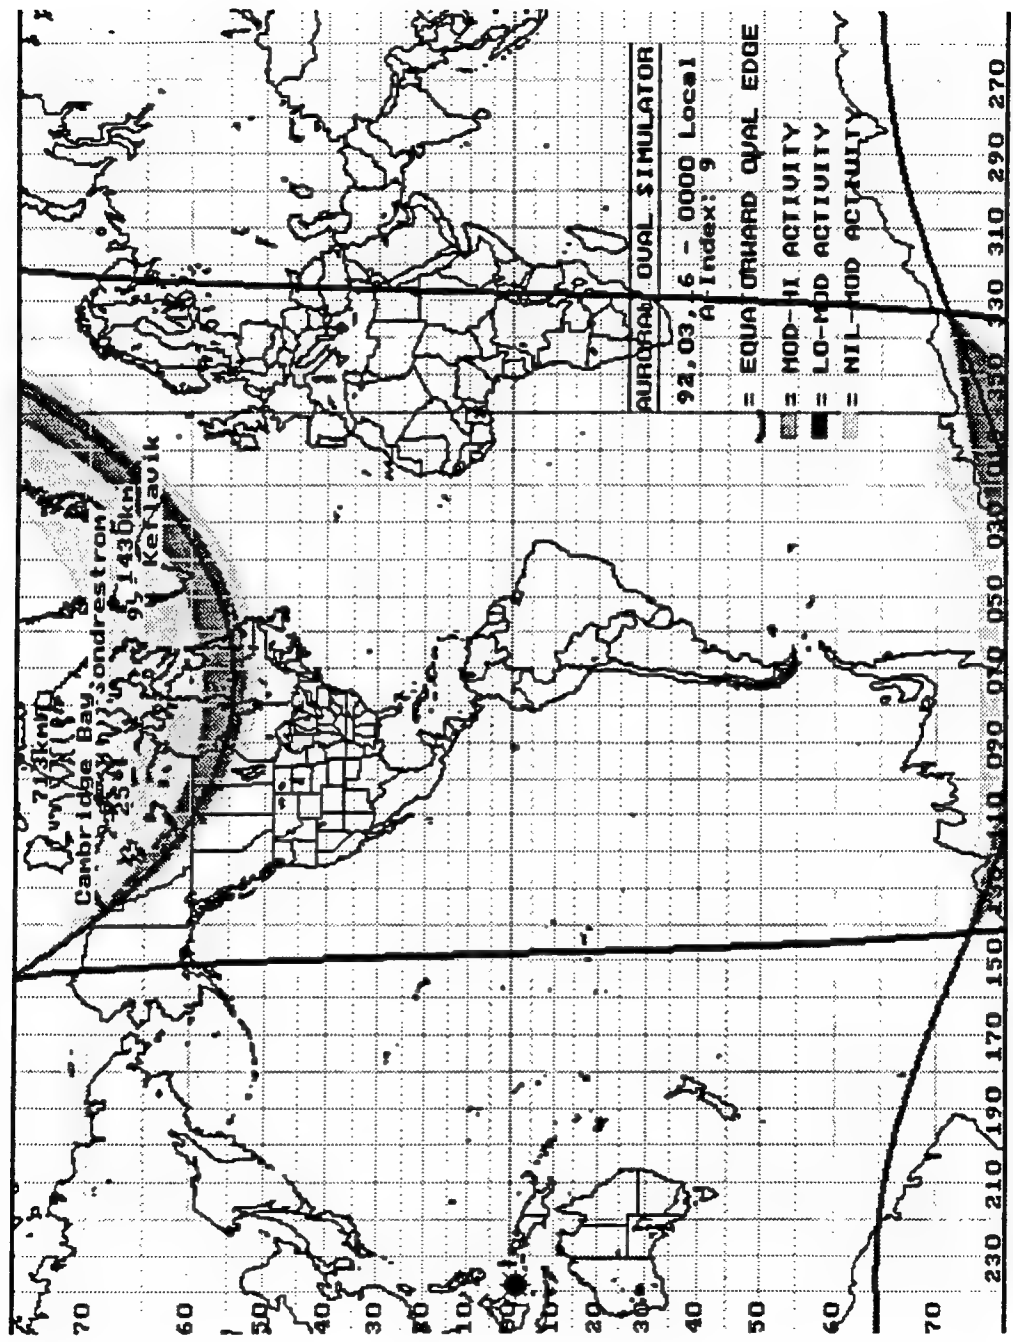 713km
Cambridge Bay
Sondrestrom
1430km
Keflavik
AURORAL OVAL SIMULATOR
92,03,16 - 0000 Local
A-Index: 9
= EQUATORWARD OVAL EDGE
= MOD-HI ACTIVITY
= LO-MOD ACTIVITY
= NIL-MOD ACTIVITY
70
60
50
40
30
20
10
00
10
20
30
40
50
60
70
230 210 190 170 150 130 110 090 070 050 030 010 350 330 310 290 270